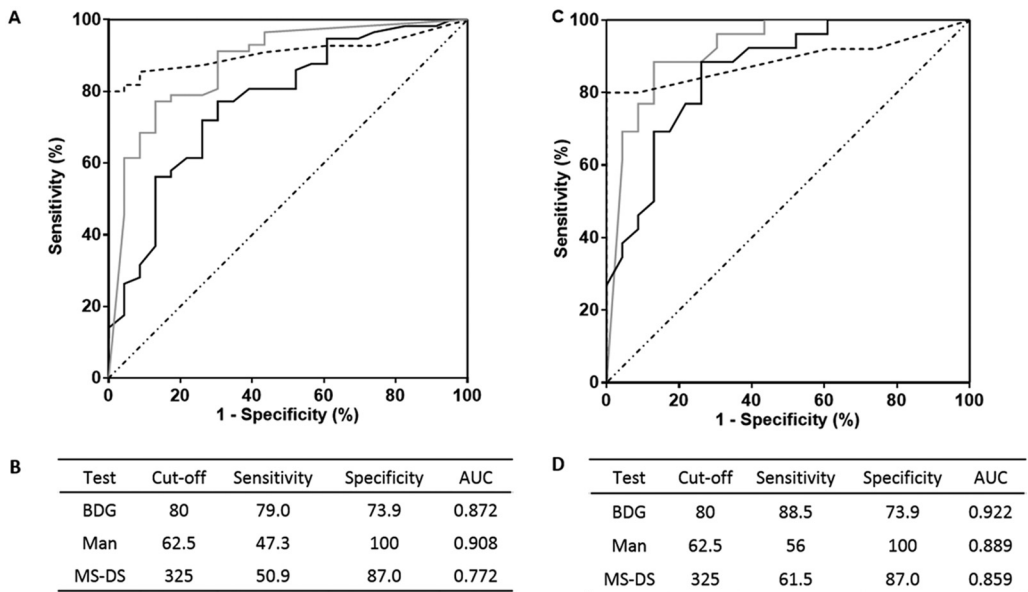 A
100
80
60
40
20
0
Sensitivity (%)
0 20 40 60 80 100
1 - Specificity (%)
C
100
80
60
40
20
0
Sensitivity (%)
0 20 40 60 80 100
1 - Specificity (%)
B
Test Cut-off Sensitivity Specificity AUC
BDG 80 79.0 73.9 0.872
Man 62.5 47.3 100 0.908
MS-DS 325 50.9 87.0 0.772
D
Test Cut-off Sensitivity Specificity AUC
BDG 80 88.5 73.9 0.922
Man 62.5 56 100 0.889
MS-DS 325 61.5 87.0 0.859